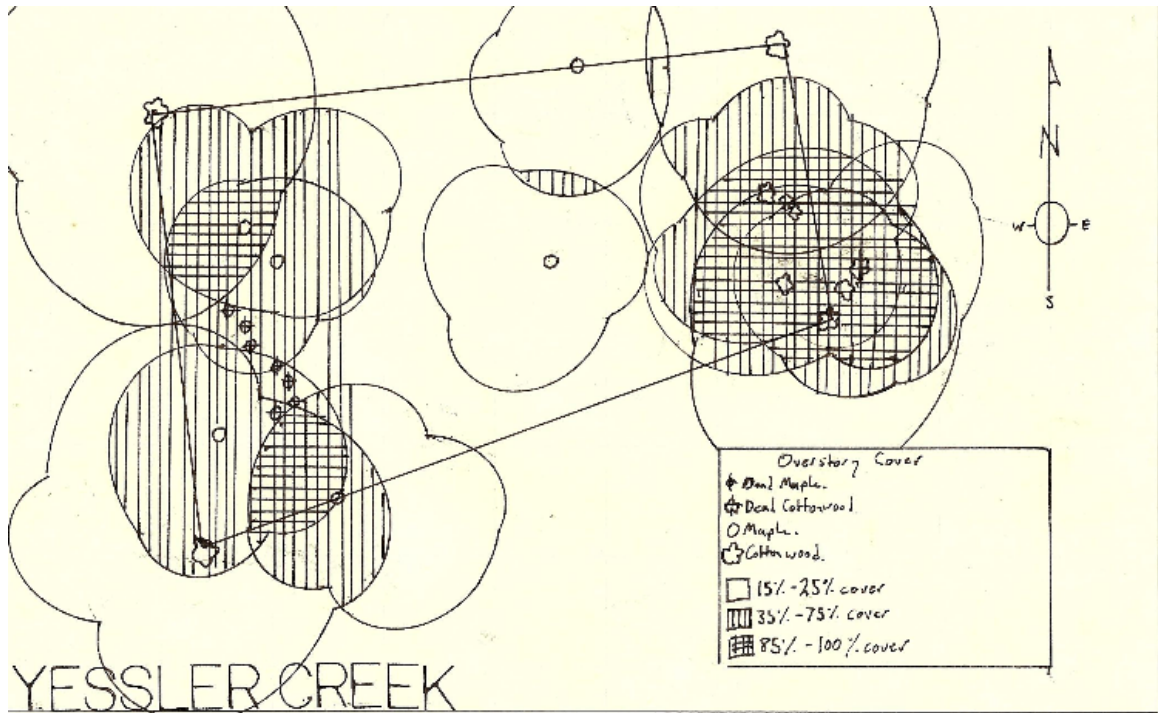 N
W E
S
Overstory Cover
Dead Maple.
Dead Cottonwood
Maple.
Cottonwood.
15%-25% cover
35%-75% cover
85%-100% cover
YESSLER CREEK